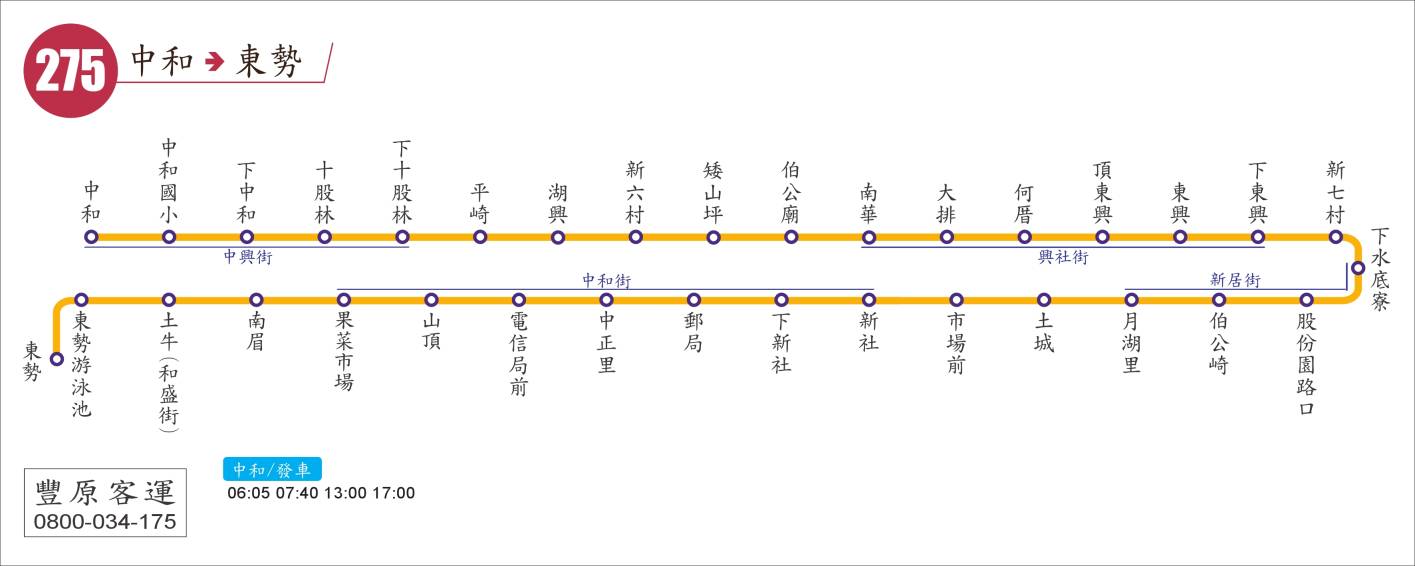 275 中和➔東勢
中和
中和國小
下中和
十股林
下十股林
平崎
湖興
新六村
矮山坪
伯公廟
南華
大排
何厝
頂東興
東興
下東興
新七村
下水底寮
中興街
興社街
中和街
新居街
股份園路口
伯公崎
月湖里
土城
市場前
新社
下新社
郵局
中正里
電信局前
山頂
果菜市場
南眉
土牛(和盛街)
東勢游泳池
東勢
中和/發車
06:05 07:40 13:00 17:00
豐原客運
0800-034-175